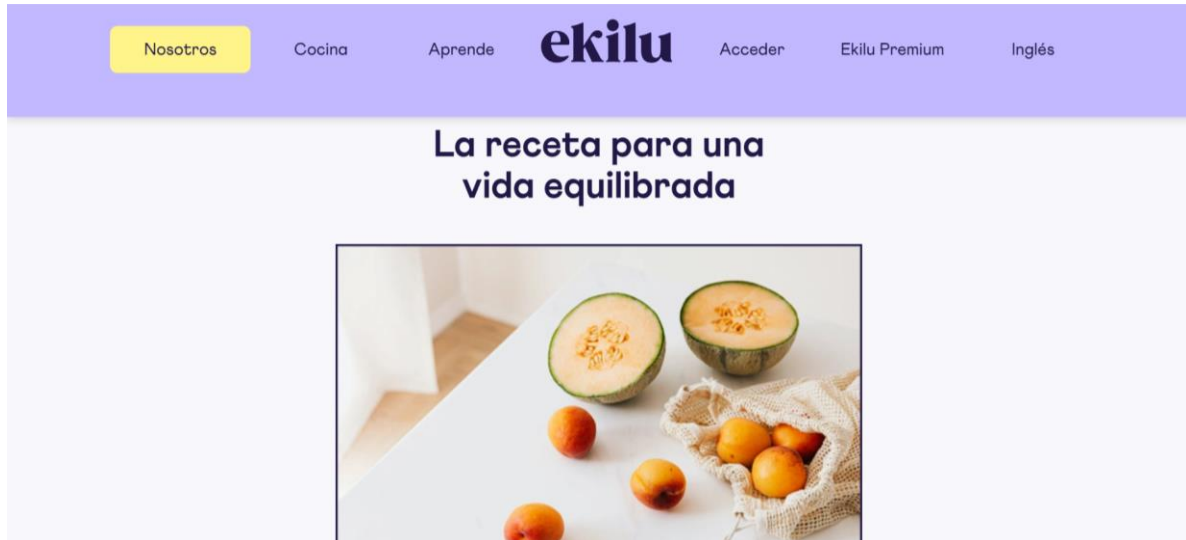 Nosotros Cocina Aprende ekilu Acceder Ekilu Premium Inglés
La receta para una
vida equilibrada